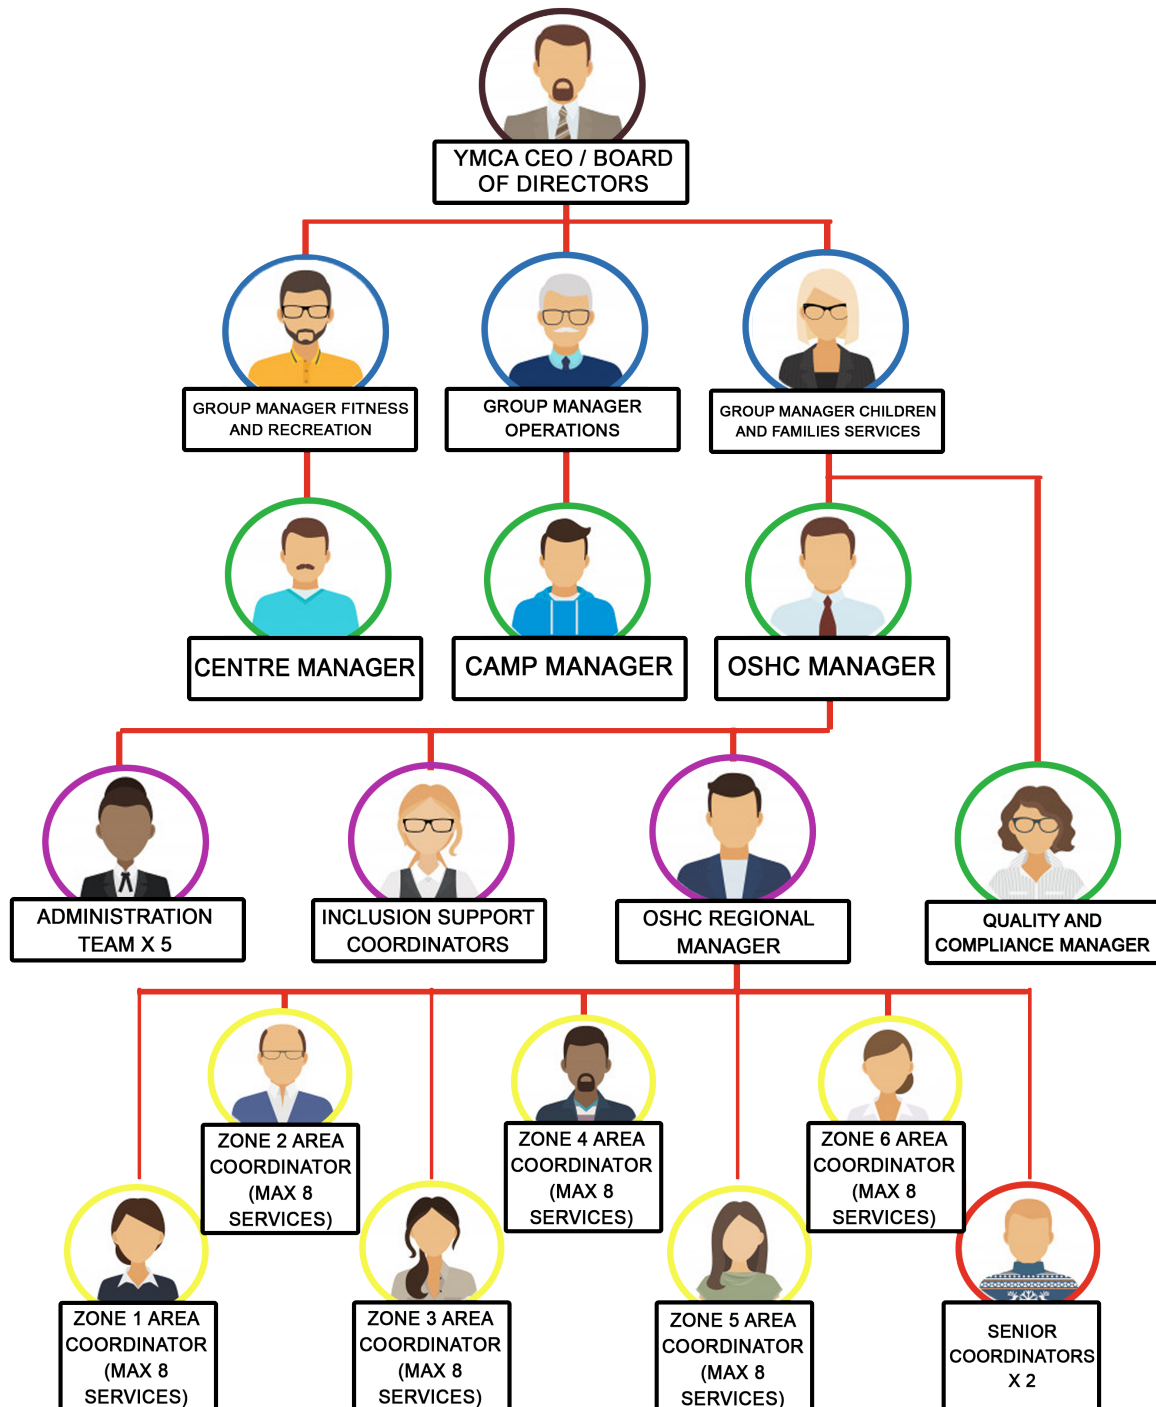 YMCA CEO / BOARD
OF DIRECTORS
GROUP MANAGER FITNESS
AND RECREATION
GROUP MANAGER
OPERATIONS
GROUP MANAGER CHILDREN
AND FAMILIES SERVICES
CENTRE MANAGER
CAMP MANAGER
OSHC MANAGER
ADMINISTRATION
TEAM X 5
INCLUSION SUPPORT
COORDINATORS
OSHC REGIONAL
MANAGER
QUALITY AND
COMPLIANCE MANAGER
ZONE 2 AREA
COORDINATOR
(MAX 8
SERVICES)
ZONE 4 AREA
COORDINATOR
(MAX 8
SERVICES)
ZONE 6 AREA
COORDINATOR
(MAX 8
SERVICES)
ZONE 1 AREA
COORDINATOR
(MAX 8
SERVICES)
ZONE 3 AREA
COORDINATOR
(MAX 8
SERVICES)
ZONE 5 AREA
COORDINATOR
(MAX 8
SERVICES)
SENIOR
COORDINATORS
X 2